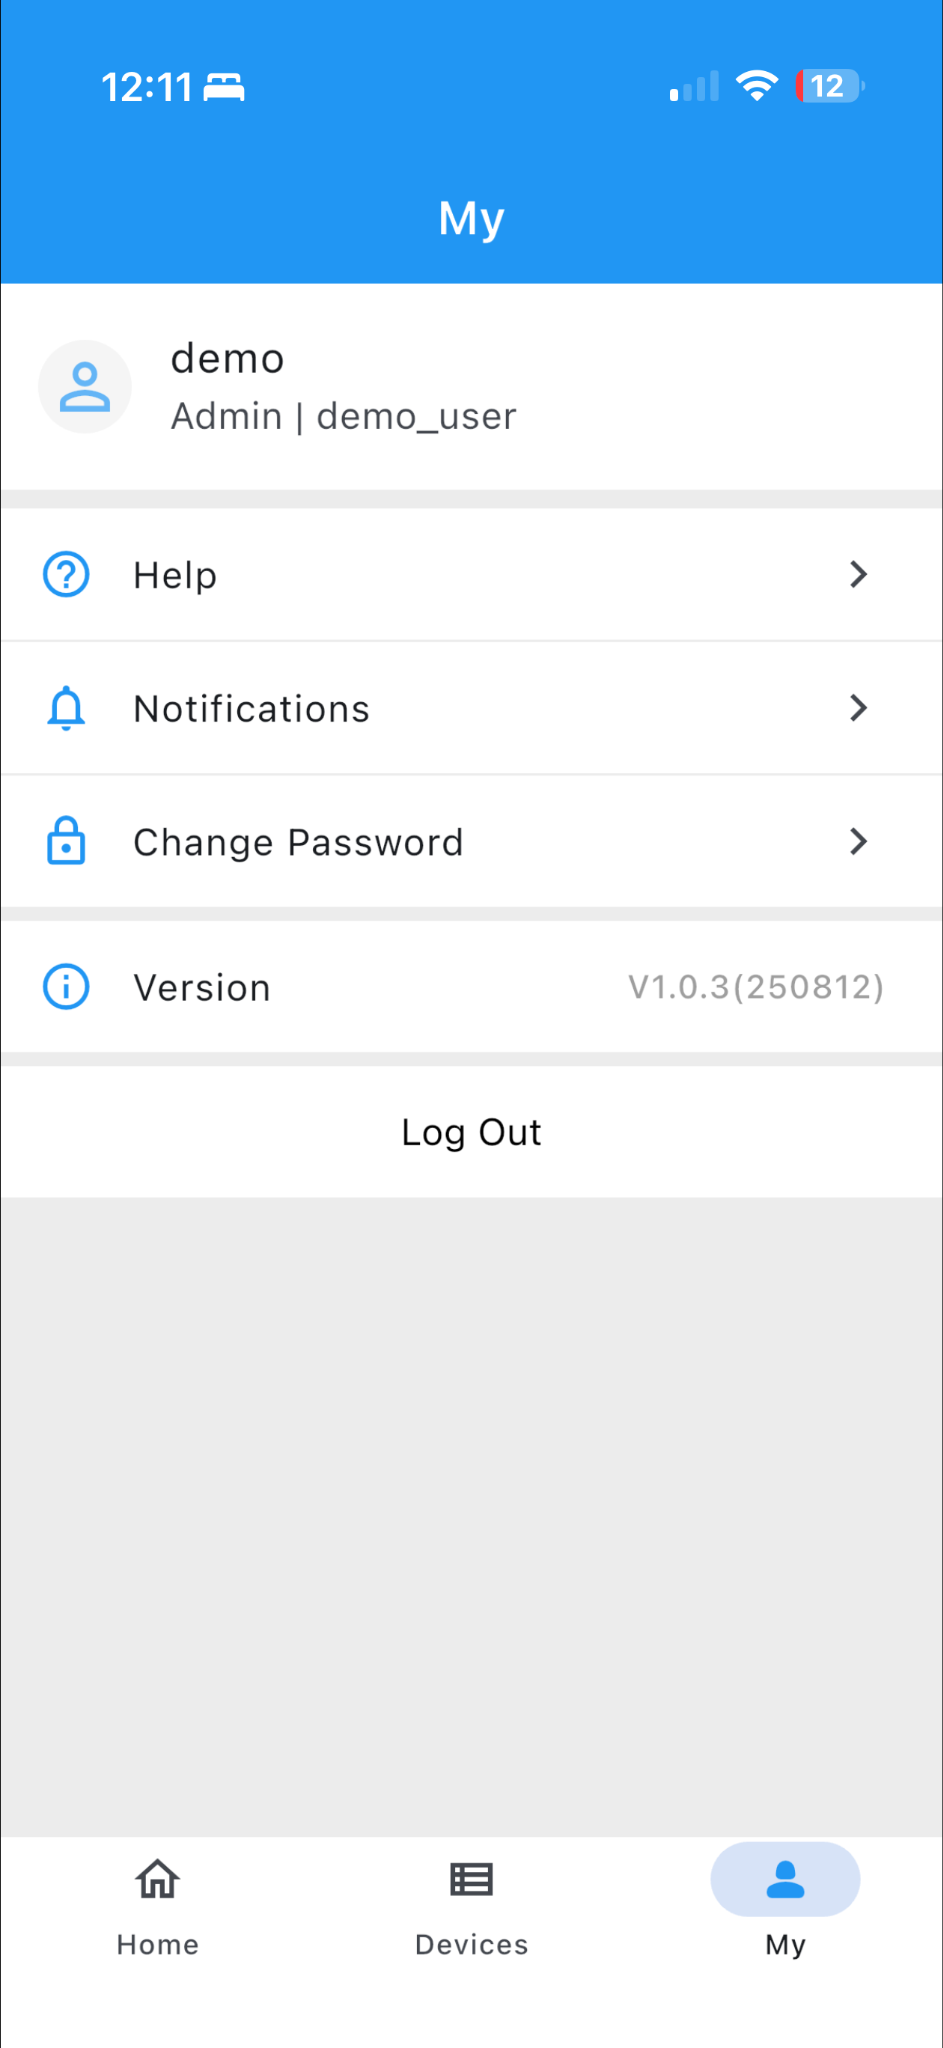 12:11
12
My
demo
Admin | demo_user
Help
Notifications
Change Password
Version V1.0.3(250812)
Log Out
Home Devices My